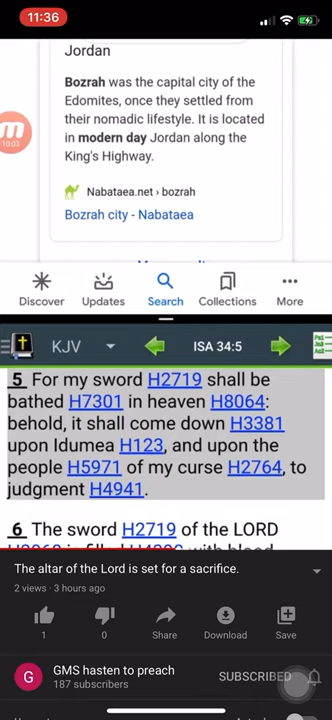 11:36
Jordan
Bozrah was the capital city of the
Edomites, once they settled from
their nomadic lifestyle. It is located
in modern day Jordan along the
King's Highway.
10:03
Nabataea.net › bozrah
Bozrah city - Nabataea
Discover Updates Search Collections More
KJV ISA 34:5
5 For my sword H2719 shall be
bathed H7301 in heaven H8064:
behold, it shall come down H3381
upon Idumea H123, and upon the
people H5971 of my curse H2764, to
judgment H4941.
6 The sword H2719 of the LORD
with blood
The altar of the Lord is set for a sacrifice.
2 views · 3 hours ago
1 0 Share Download Save
G GMS hasten to preach
187 subscribers
SUBSCRIBED